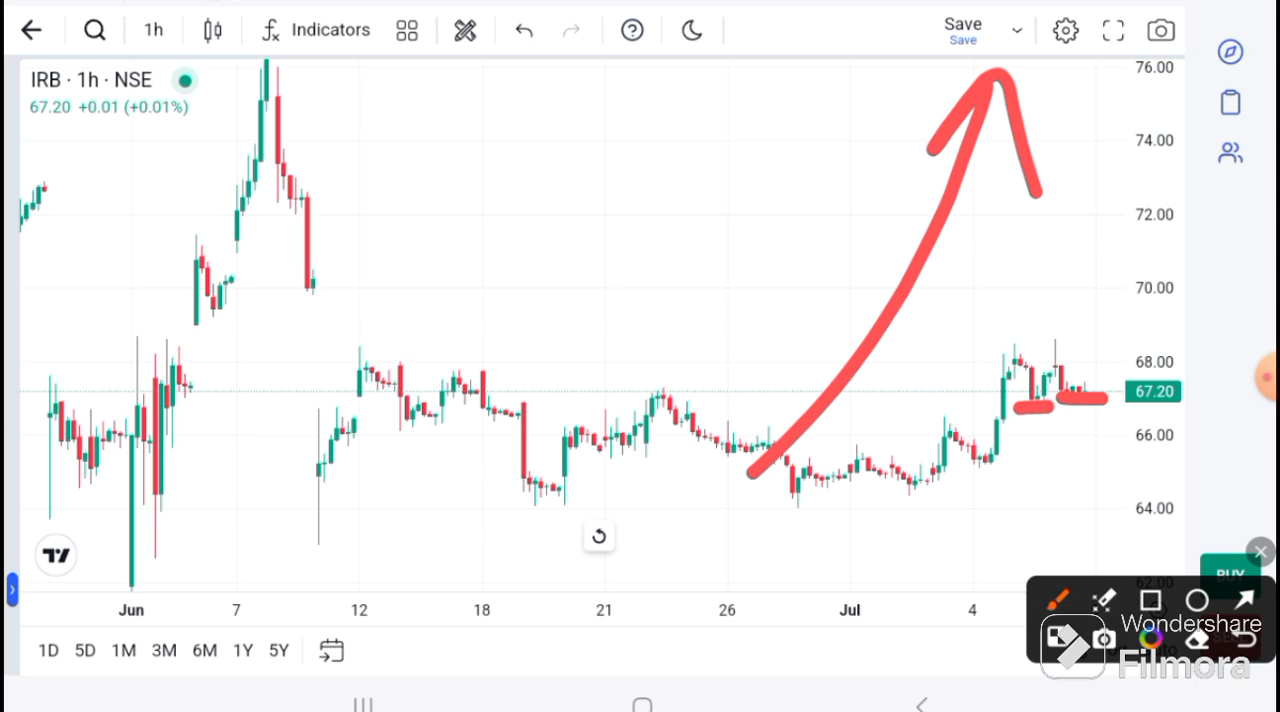 1h
Indicators
Save
Save
IRB · 1h · NSE
67.20 +0.01 (+0.01%)
76.00
74.00
72.00
70.00
68.00
67.20
66.00
64.00
62.00
BUY
Jun 7 12 18 21 26 Jul 4
1D 5D 1M 3M 6M 1Y 5Y
Wondershare
Filmora